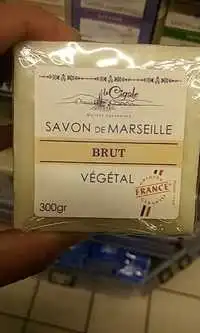 la Cigale
SAVON DE MARSEILLE
BRUT
VÉGÉTAL
FRANCE
300gr